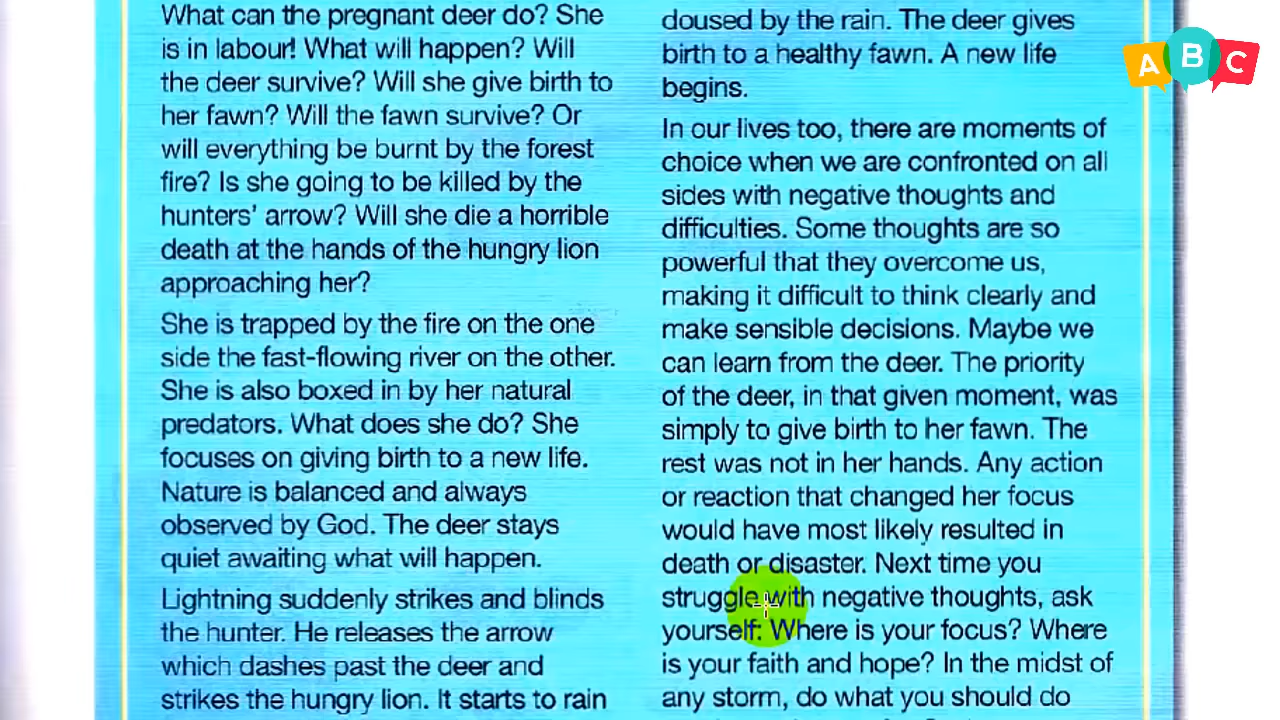 What can the pregnant deer do? She
is in labour! What will happen? Will
the deer survive? Will she give birth to
her fawn? Will the fawn survive? Or
will everything be burnt by the forest
fire? Is she going to be killed by the
hunters' arrow? Will she die a horrible
death at the hands of the hungry lion
approaching her?
She is trapped by the fire on the one
side the fast-flowing river on the other.
She is also boxed in by her natural
predators. What does she do? She
focuses on giving birth to a new life.
Nature is balanced and always
observed by God. The deer stays
quiet awaiting what will happen.
Lightning suddenly strikes and blinds
the hunter. He releases the arrow
which dashes past the deer and
strikes the hungry lion. It starts to rain
doused by the rain. The deer gives
birth to a healthy fawn. A new life
begins.
In our lives too, there are moments of
choice when we are confronted on all
sides with negative thoughts and
difficulties. Some thoughts are so
powerful that they overcome us,
making it difficult to think clearly and
make sensible decisions. Maybe we
can learn from the deer. The priority
of the deer, in that given moment, was
simply to give birth to her fawn. The
rest was not in her hands. Any action
or reaction that changed her focus
would have most likely resulted in
death or disaster. Next time you
struggle with negative thoughts, ask
yourself: Where is your focus? Where
is your faith and hope? In the midst of
any storm, do what you should do
A B C